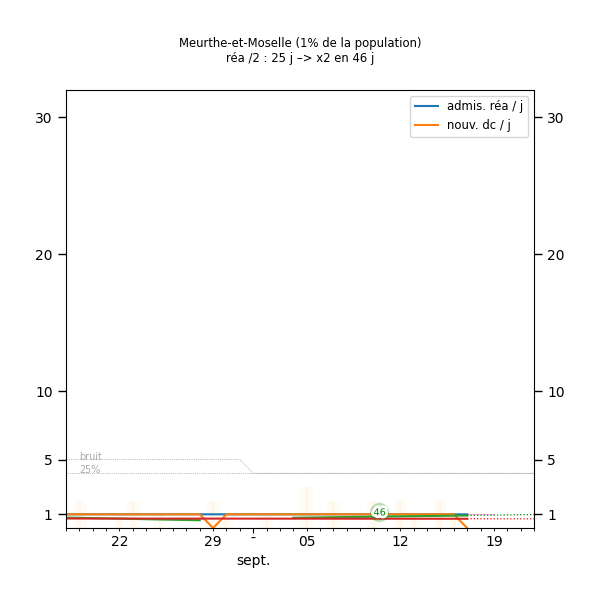 Meurthe-et-Moselle (1% de la population)
réa /2 : 25 j –> x2 en 46 j
admis. réa / j
nouv. dc / j
30 30
20 20
10 10
5 5
bruit
25%
46
1 1
22 29 - 05 12 19
sept.